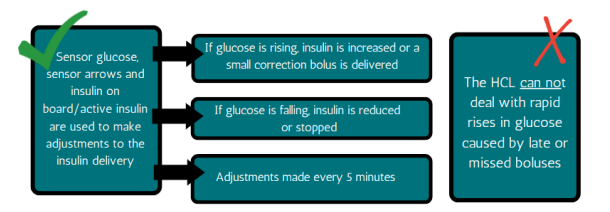 Sensor glucose,
sensor arrows and
insulin on
board/active insulin
are used to make
adjustments to the
insulin delivery
If glucose is rising, insulin is increased or a
small correction bolus is delivered
If glucose is falling, insulin is reduced
or stopped
Adjustments made every 5 minutes
The HCL can not
deal with rapid
rises in glucose
caused by late or
missed boluses